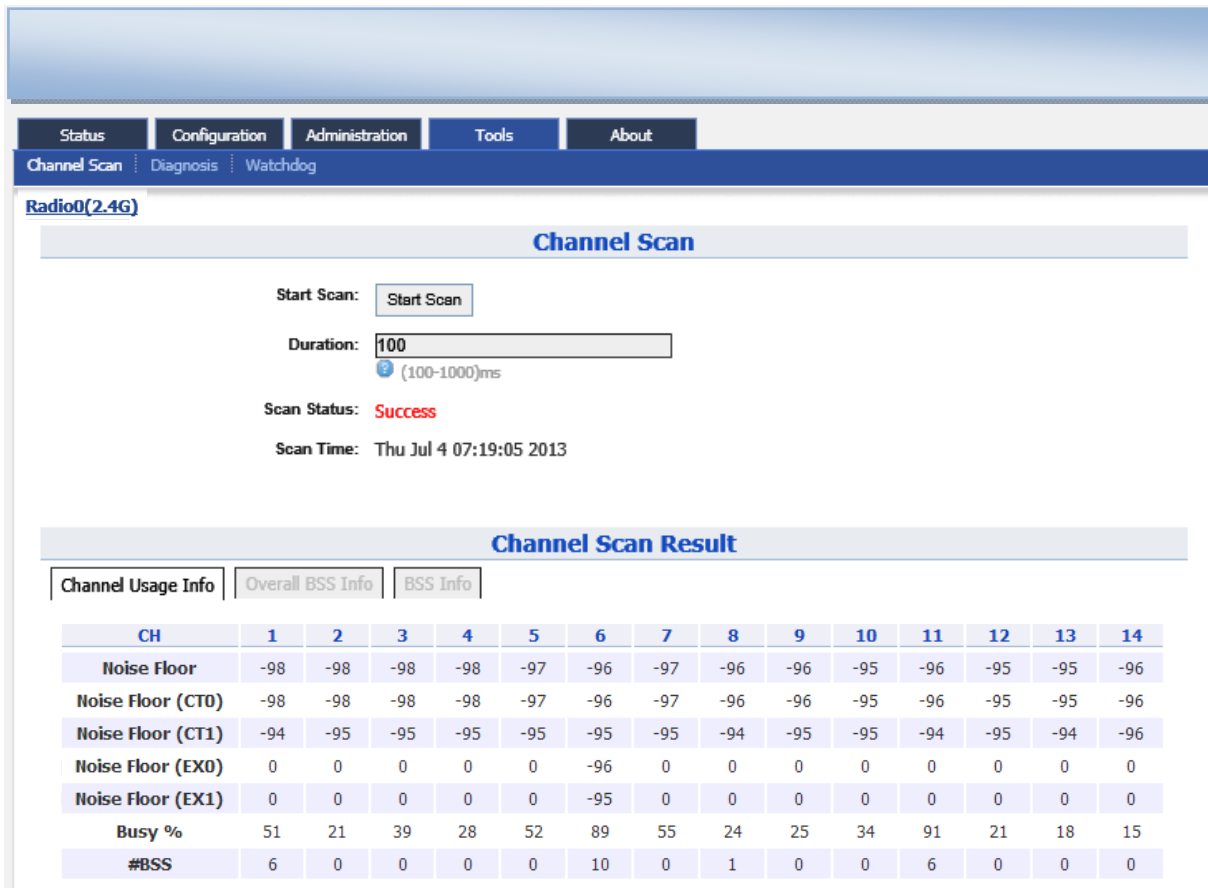 Status Configuration Administration Tools About
Channel Scan Diagnosis Watchdog
Radio0(2.4G)
Channel Scan
Start Scan: Start Scan
Duration: 100
? (100-1000)ms
Scan Status: Success
Scan Time: Thu Jul 4 07:19:05 2013
Channel Scan Result
Channel Usage Info Overall BSS Info BSS Info
CH 1 2 3 4 5 6 7 8 9 10 11 12 13 14
Noise Floor -98 -98 -98 -98 -97 -96 -97 -96 -96 -95 -96 -95 -95 -96
Noise Floor (CT0) -98 -98 -98 -98 -97 -96 -97 -96 -96 -95 -96 -95 -95 -96
Noise Floor (CT1) -94 -95 -95 -95 -95 -95 -95 -94 -95 -95 -94 -95 -94 -96
Noise Floor (EX0) 0 0 0 0 0 -96 0 0 0 0 0 0 0 0
Noise Floor (EX1) 0 0 0 0 0 -95 0 0 0 0 0 0 0 0
Busy % 51 21 39 28 52 89 55 24 25 34 91 21 18 15
#BSS 6 0 0 0 0 10 0 1 0 0 6 0 0 0